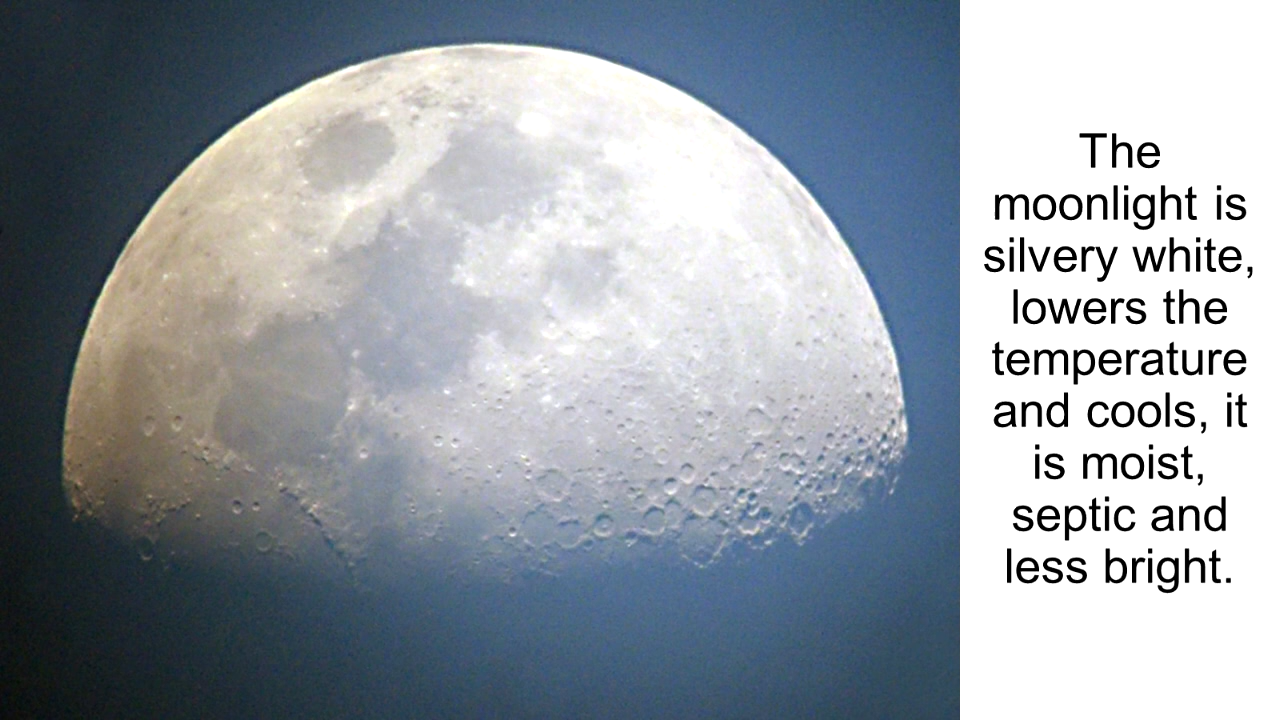 The
moonlight is
silvery white,
lowers the
temperature
and cools, it
is moist,
septic and
less bright.